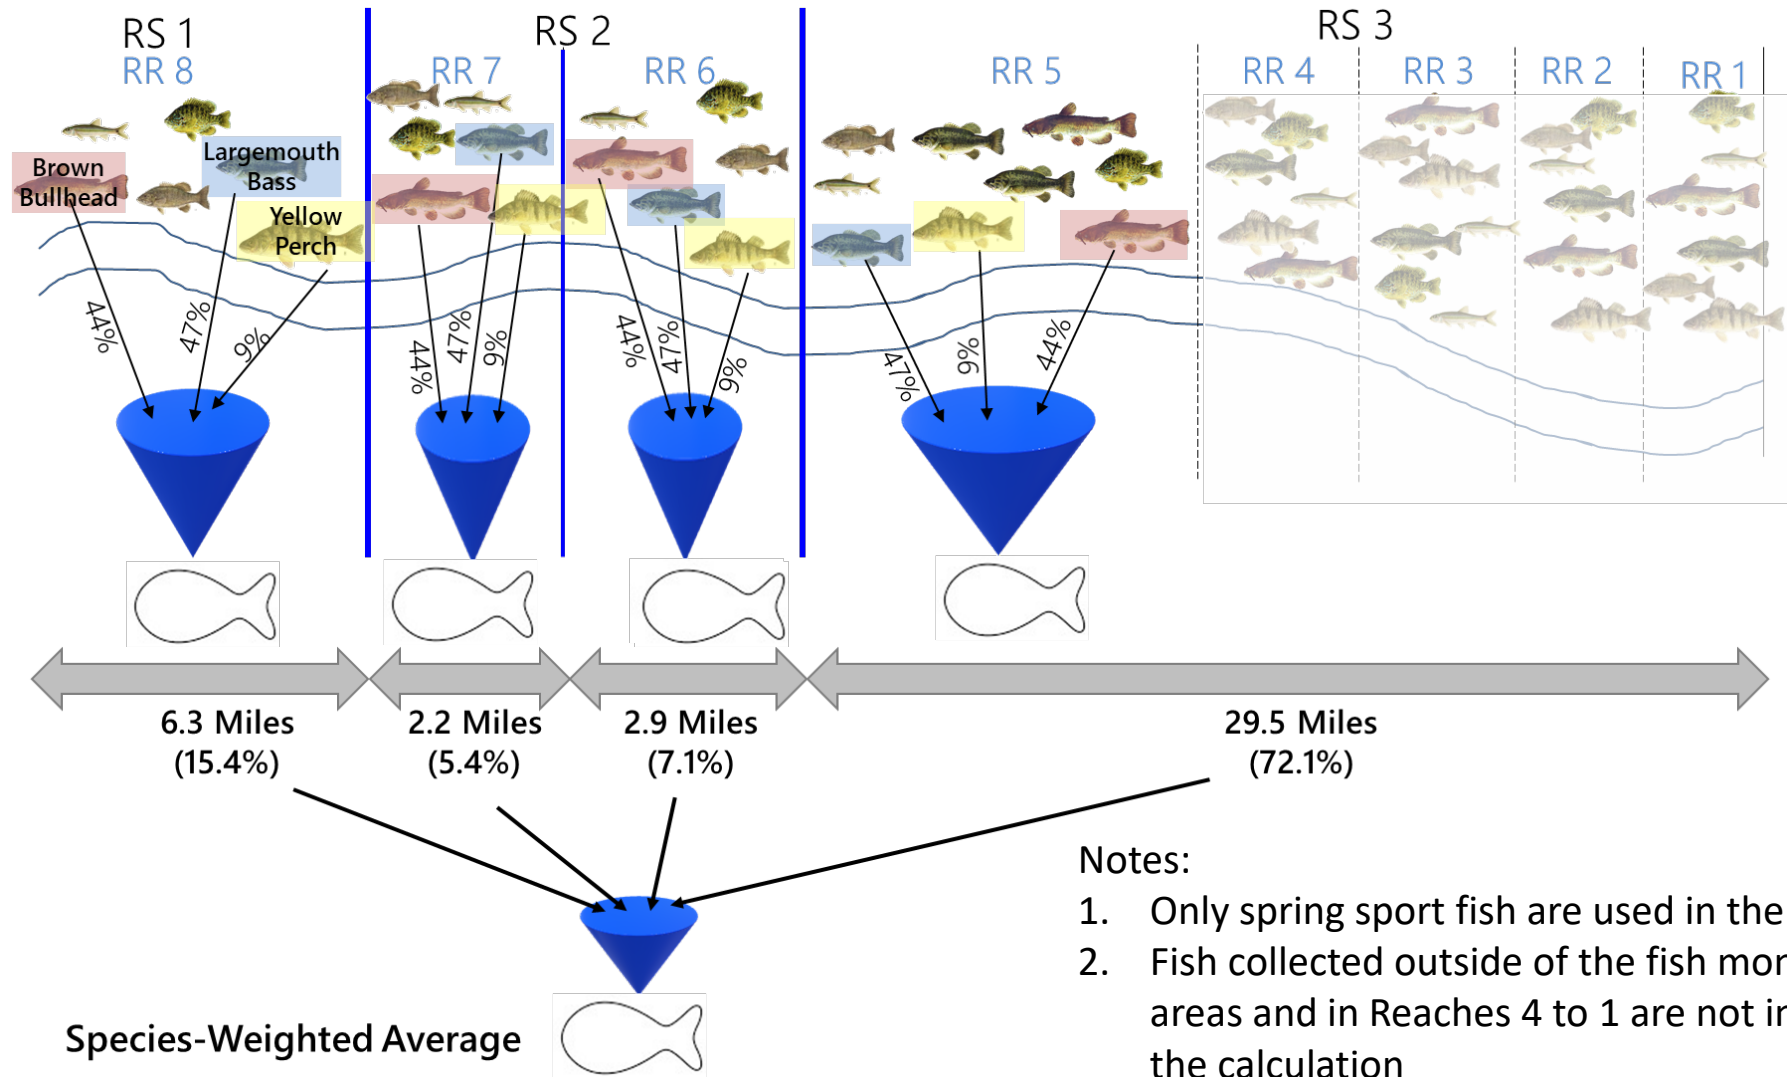 RS 1
RS 2
RS 3
RR 8
RR 7
RR 6
RR 5
RR 4
RR 3
RR 2
RR 1
Brown
Bullhead
Largemouth
Bass
Yellow
Perch
44%
47%
9%
44%
47%
9%
44%
47%
9%
47%
9%
44%
6.3 Miles
(15.4%)
2.2 Miles
(5.4%)
2.9 Miles
(7.1%)
29.5 Miles
(72.1%)
Notes:
1. Only spring sport fish are used in the
2. Fish collected outside of the fish mor
areas and in Reaches 4 to 1 are not in
the calculation
Species-Weighted Average